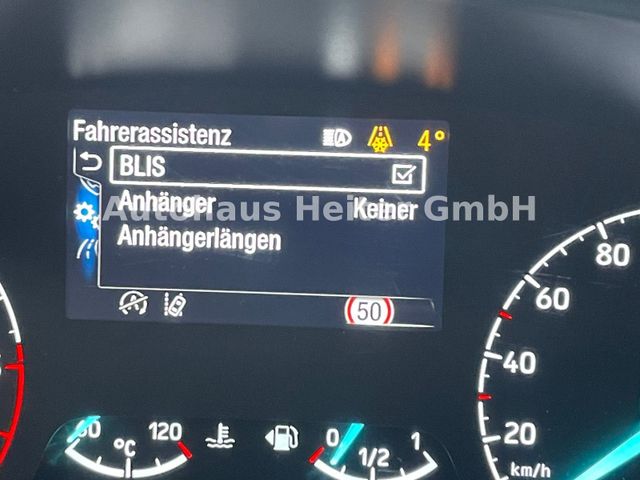 Fahrerassistenz 4°
BLIS
Anhänger Keiner
Anhängerlängen
Autohaus Heiker GmbH
50
80
60
40
20
km/h
60 °C 120
0 1/2 1